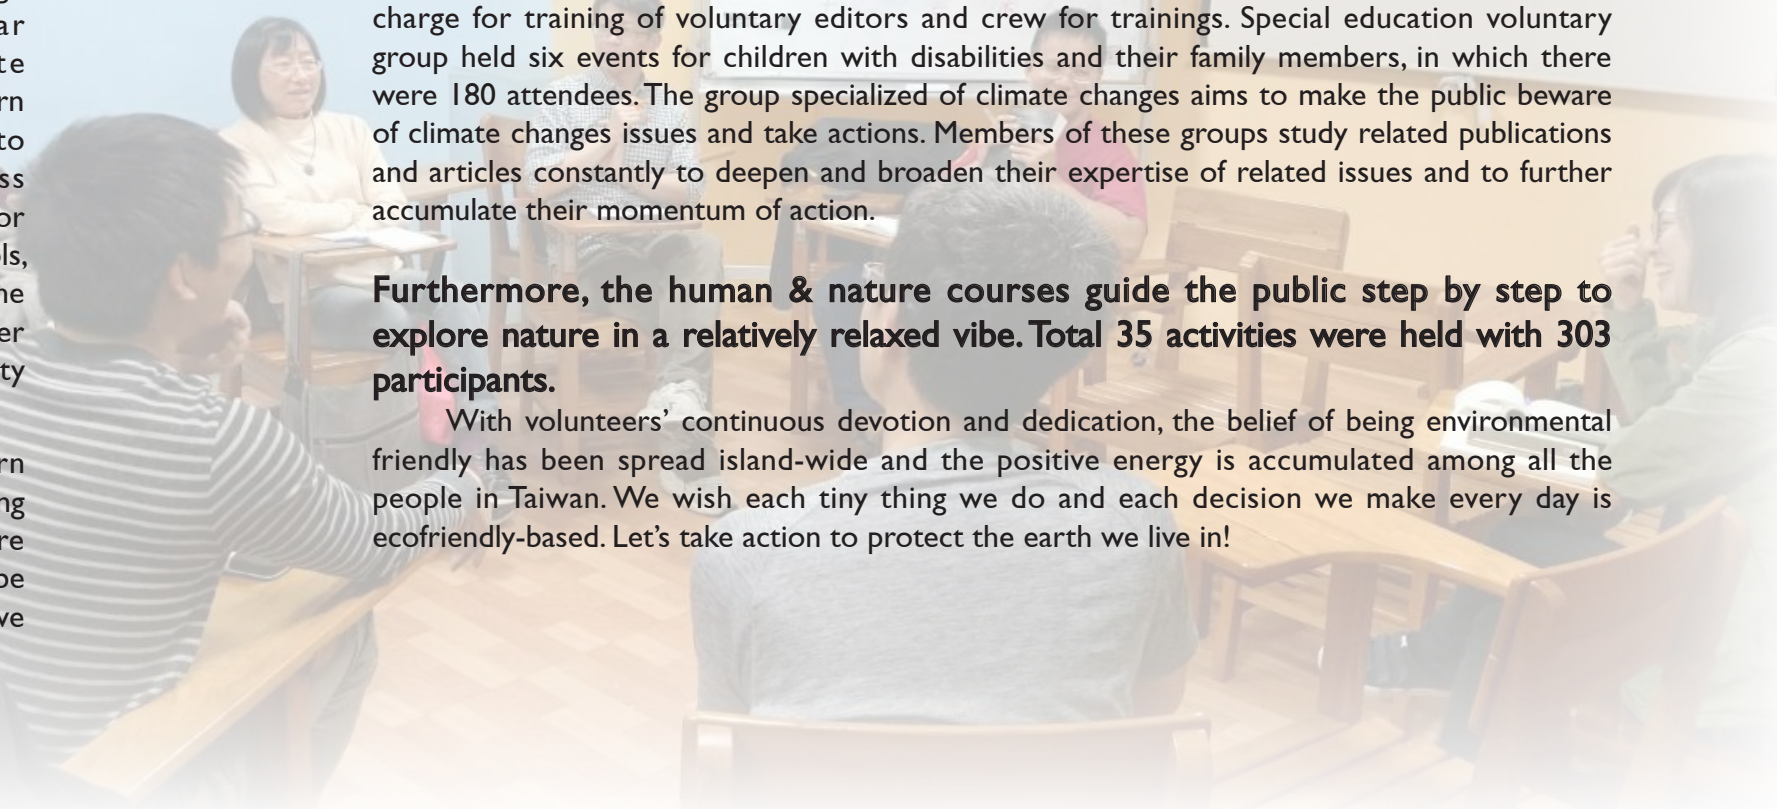 charge for training of voluntary editors and crew for trainings. Special education voluntary
group held six events for children with disabilities and their family members, in which there
were 180 attendees. The group specialized of climate changes aims to make the public beware
of climate changes issues and take actions. Members of these groups study related publications
and articles constantly to deepen and broaden their expertise of related issues and to further
accumulate their momentum of action.
Furthermore, the human & nature courses guide the public step by step to
explore nature in a relatively relaxed vibe. Total 35 activities were held with 303
participants.
With volunteers’ continuous devotion and dedication, the belief of being environmental
friendly has been spread island-wide and the positive energy is accumulated among all the
people in Taiwan. We wish each tiny thing we do and each decision we make every day is
ecofriendly-based. Let’s take action to protect the earth we live in!